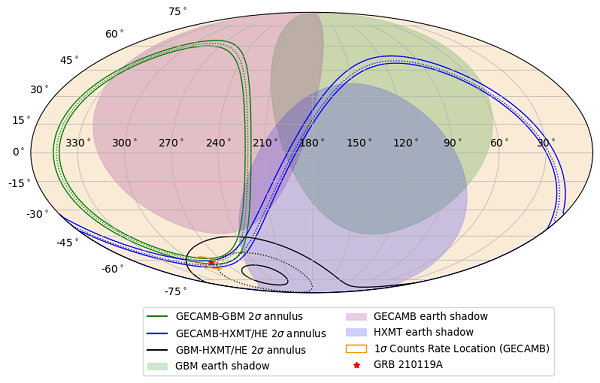 75°
60°
45°
30°
15°
0°
-15°
-30°
-45°
-60°
-75°
330° 300° 270° 240° 210° 180° 150° 120° 90° 60° 30°
GECAMB-GBM 2σ annulus
GECAMB-HXMT/HE 2σ annulus
GBM-HXMT/HE 2σ annulus
GBM earth shadow
GECAMB earth shadow
HXMT earth shadow
1σ Counts Rate Location (GECAMB)
GRB 210119A